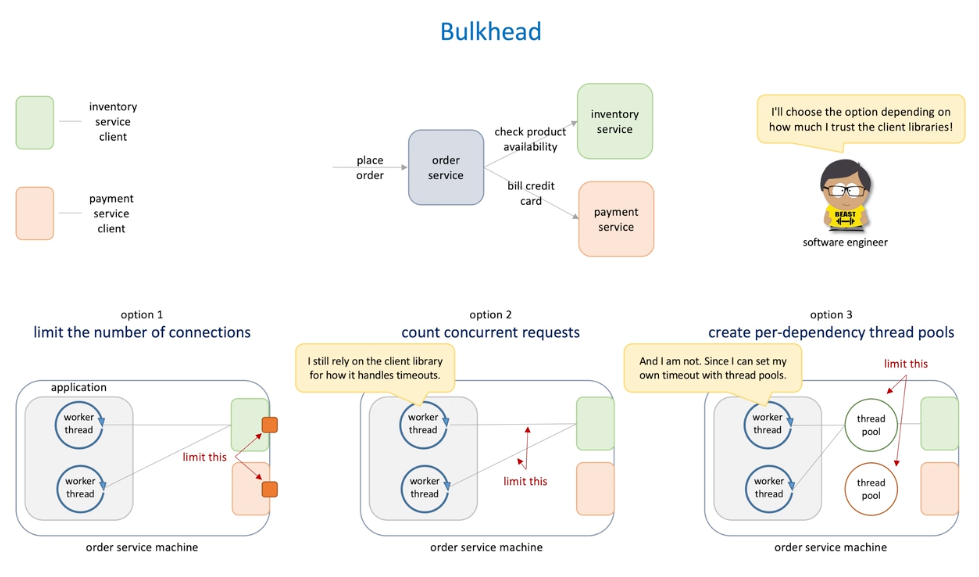 Bulkhead
inventory
service
client
payment
service
client
place
order
order
service
check product
availability
bill credit
card
inventory
service
payment
service
I'll choose the option depending on
how much I trust the client libraries!
BEAST
software engineer
option 1
limit the number of connections
application
worker
thread
worker
thread
limit this
order service machine
option 2
count concurrent requests
I still rely on the client library
for how it handles timeouts.
worker
thread
worker
thread
limit this
order service machine
option 3
create per-dependency thread pools
And I am not. Since I can set my
own timeout with thread pools.
limit this
worker
thread
worker
thread
thread
pool
thread
pool
order service machine